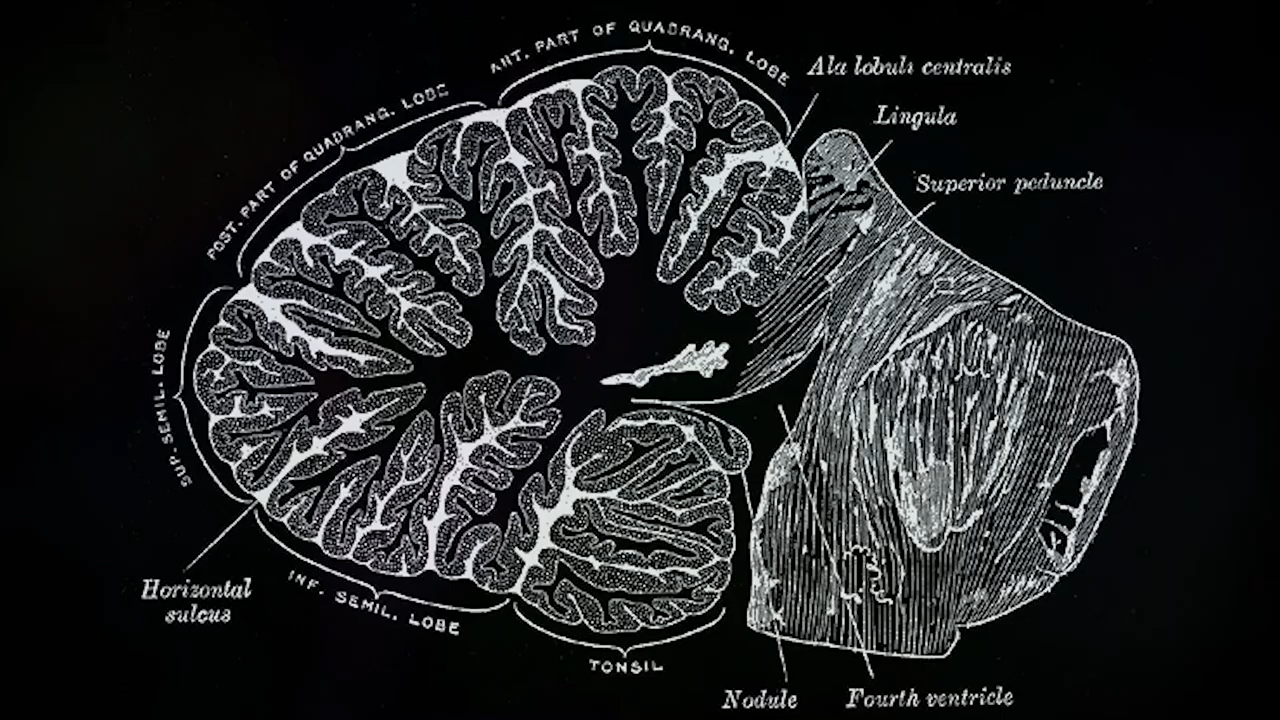 ANT. PART OF QUADRANG. LOBE
Ala lobuli centralis
POST. PART OF QUADRANG. LOBE
Lingula
Superior peduncle
SUP. SEMIL. LOBE
Horizontal
sulcus
INF. SEMIL. LOBE
TONSIL
Nodule
Fourth ventricle